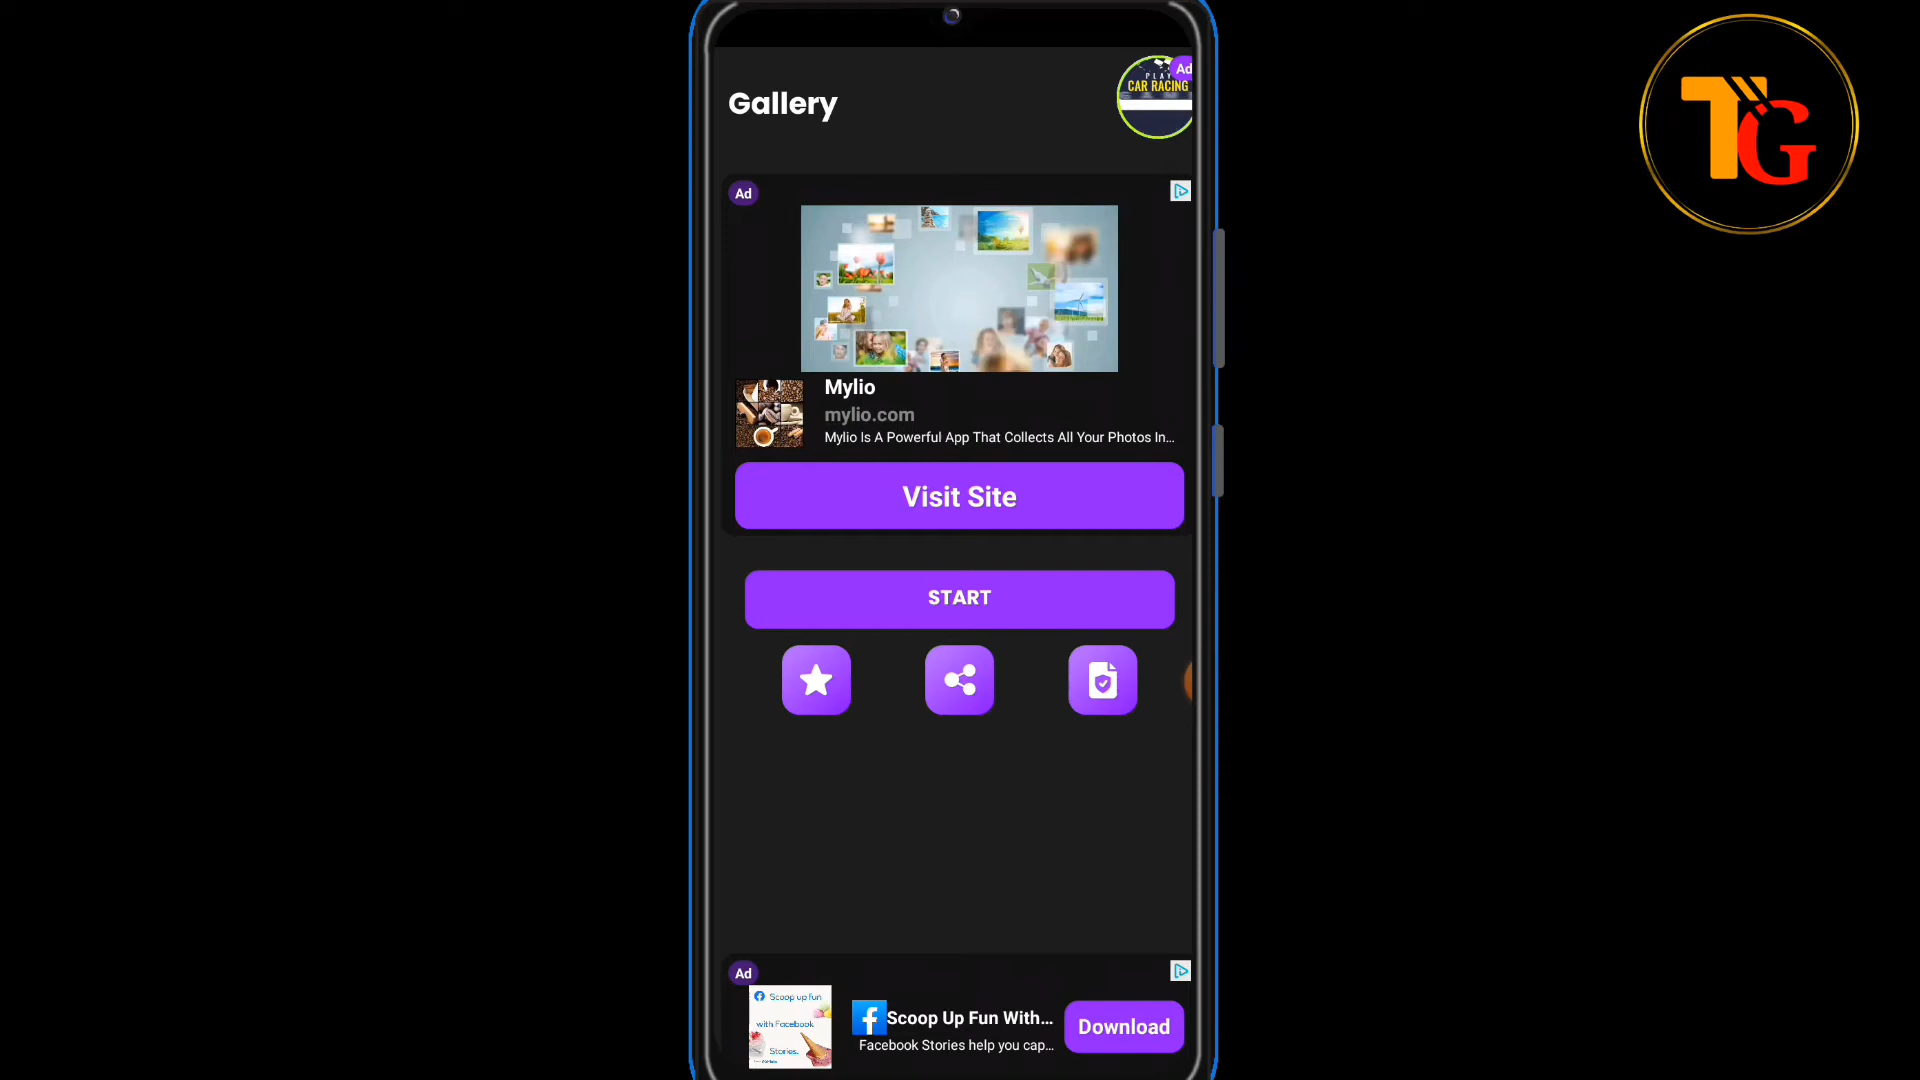 Gallery
Ad
PLAY
CAR RACING
TG
Ad
Mylio
mylio.com
Mylio Is A Powerful App That Collects All Your Photos In...
Visit Site
START
Ad
Scoop up fun
with Facebook
Stories.
Scoop Up Fun With...
Facebook Stories help you cap...
Download